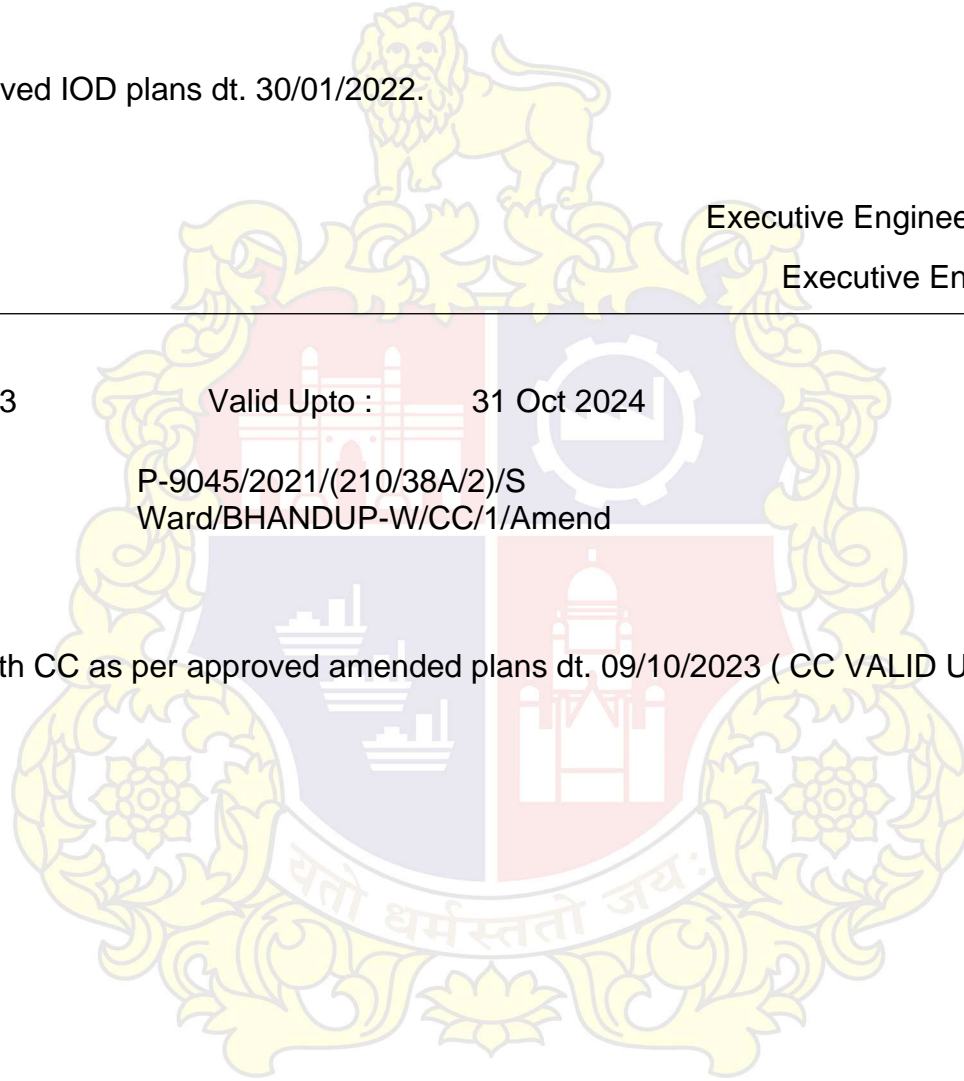 ved IOD plans dt. 30/01/2022.
Executive Enginee
Executive En
3 Valid Upto : 31 Oct 2024
P-9045/2021/(210/38A/2)/S
Ward/BHANDUP-W/CC/1/Amend
th CC as per approved amended plans dt. 09/10/2023 ( CC VALID U
यतो धर्मस्ततो जय: